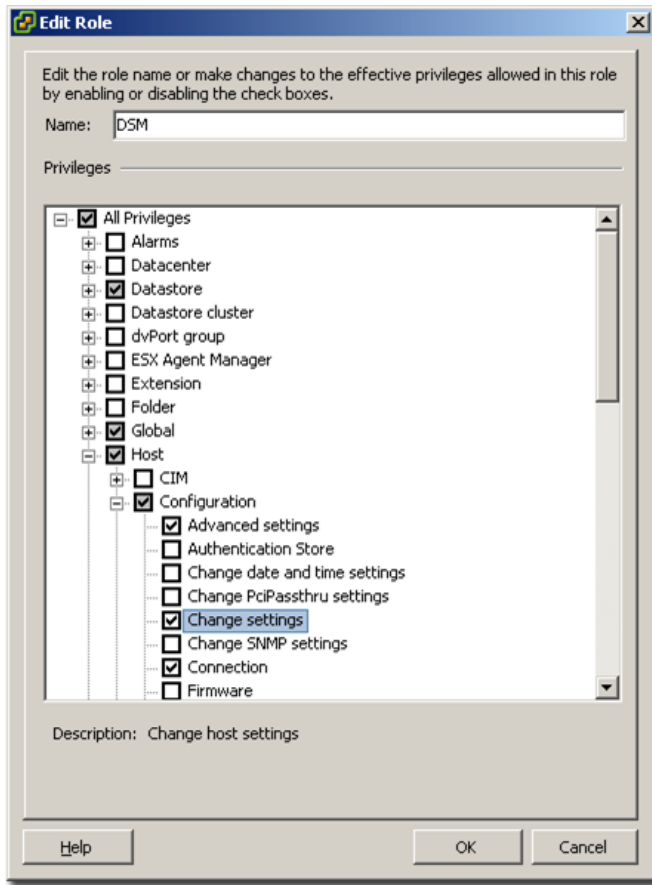 Edit Role
Edit the role name or make changes to the effective privileges allowed in this role
by enabling or disabling the check boxes.
Name: DSM
Privileges
All Privileges
Alarms
Datacenter
Datastore
Datastore cluster
dvPort group
ESX Agent Manager
Extension
Folder
Global
Host
CIM
Configuration
Advanced settings
Authentication Store
Change date and time settings
Change PciPassthru settings
Change settings
Change SNMP settings
Connection
Firmware
Description: Change host settings
Help OK Cancel